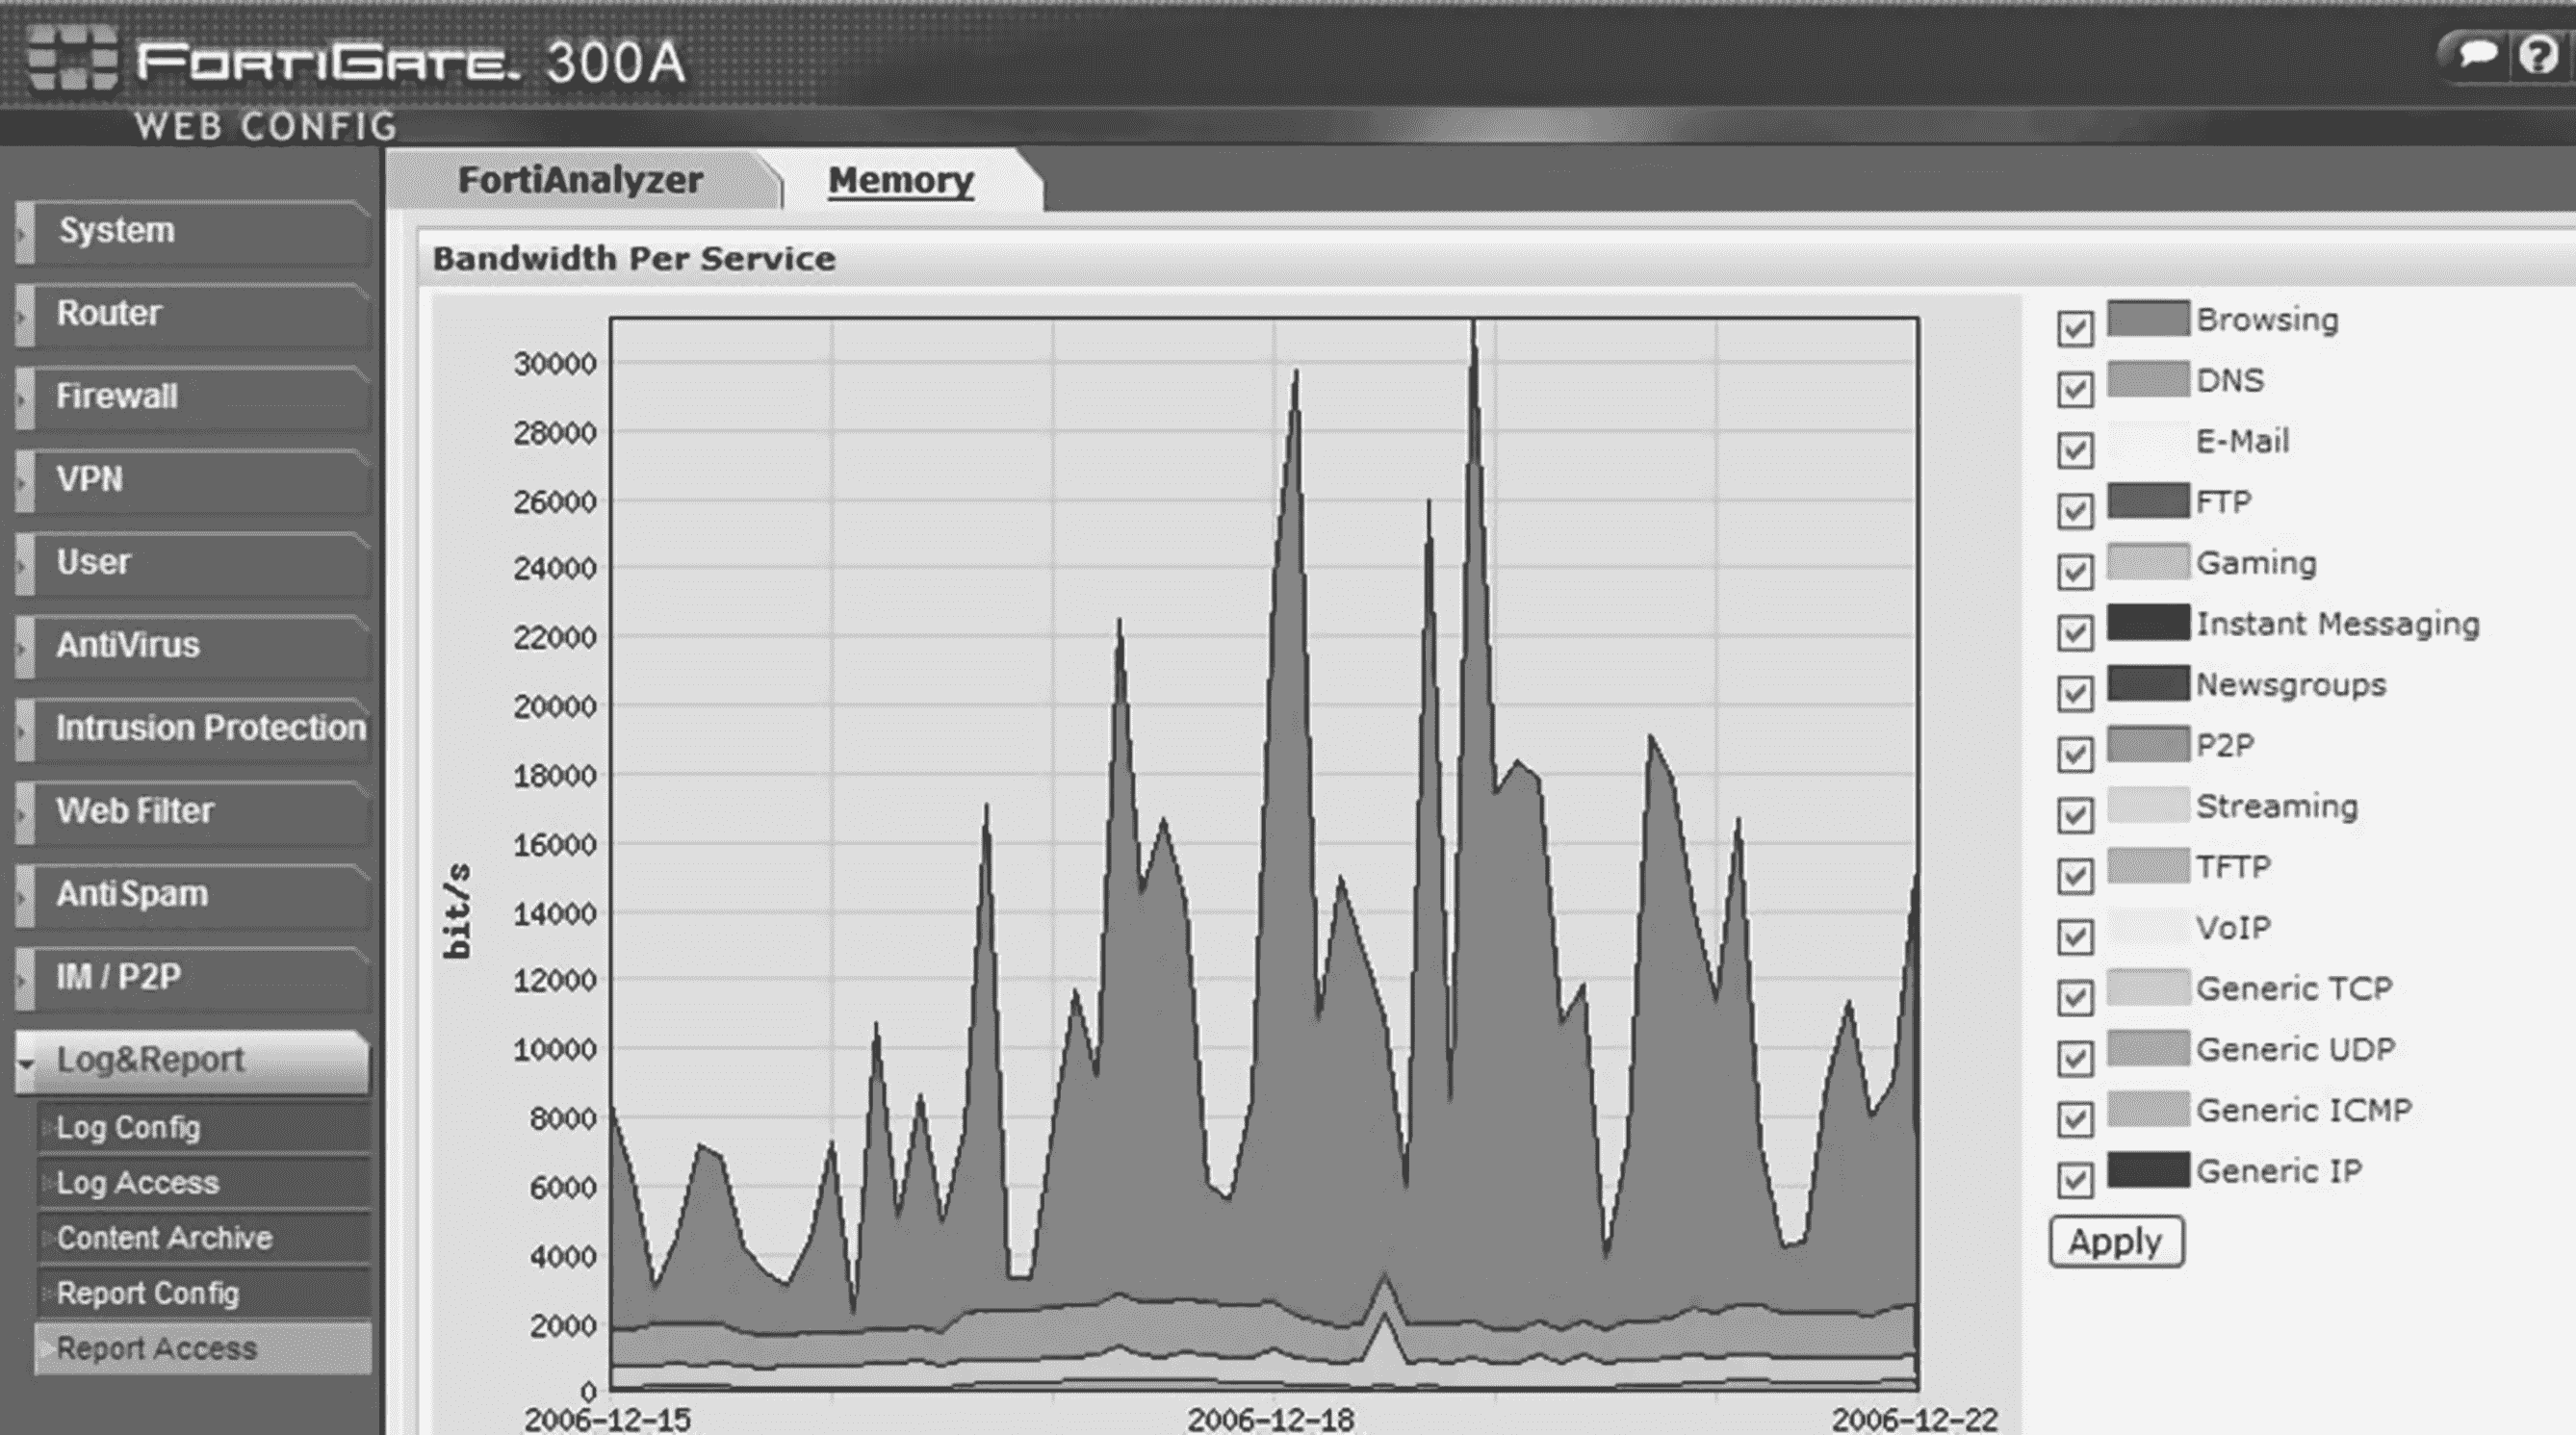 FORTIGATE. 300A
WEB CONFIG
FortiAnalyzer
Memory
System
Router
Firewall
VPN
User
AntiVirus
Intrusion Protection
Web Filter
AntiSpam
IM / P2P
Log&Report
Log Config
Log Access
Content Archive
Report Config
Report Access
Bandwidth Per Service
bit/s
30000
28000
26000
24000
22000
20000
18000
16000
14000
12000
10000
8000
6000
4000
2000
0
2006-12-15
2006-12-18
2006-12-22
Browsing
DNS
E-Mail
FTP
Gaming
Instant Messaging
Newsgroups
P2P
Streaming
TFTP
VoIP
Generic TCP
Generic UDP
Generic ICMP
Generic IP
Apply